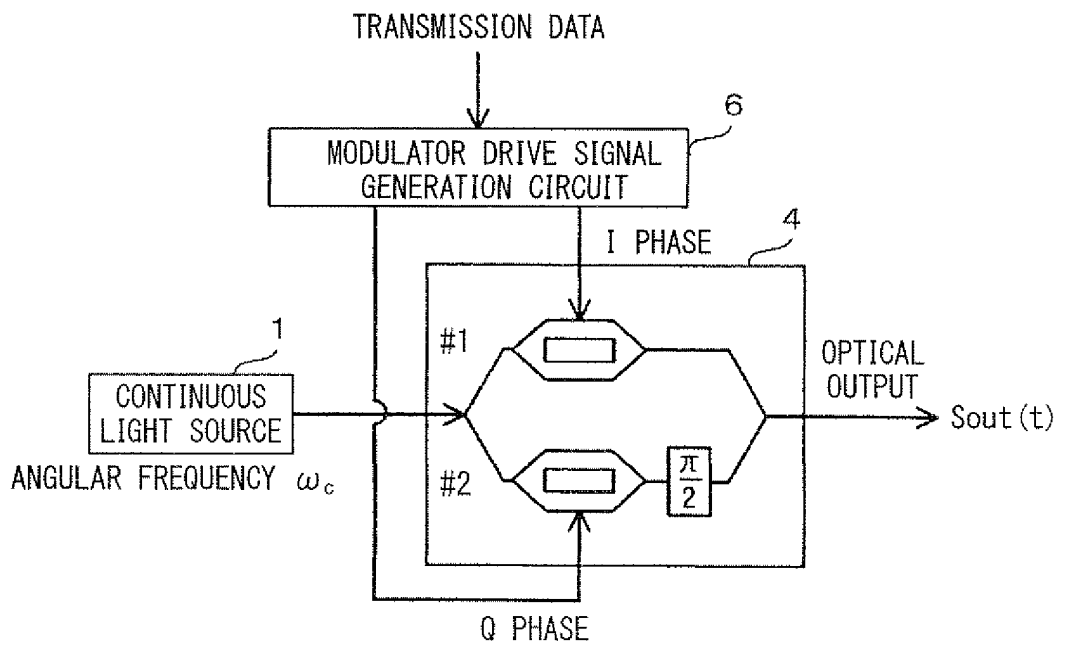 TRANSMISSION DATA
6
MODULATOR DRIVE SIGNAL
GENERATION CIRCUIT
I PHASE
4
1
#1
OPTICAL
OUTPUT
CONTINUOUS
LIGHT SOURCE
Sout(t)
ANGULAR FREQUENCY ωc
#2
π
2
Q PHASE